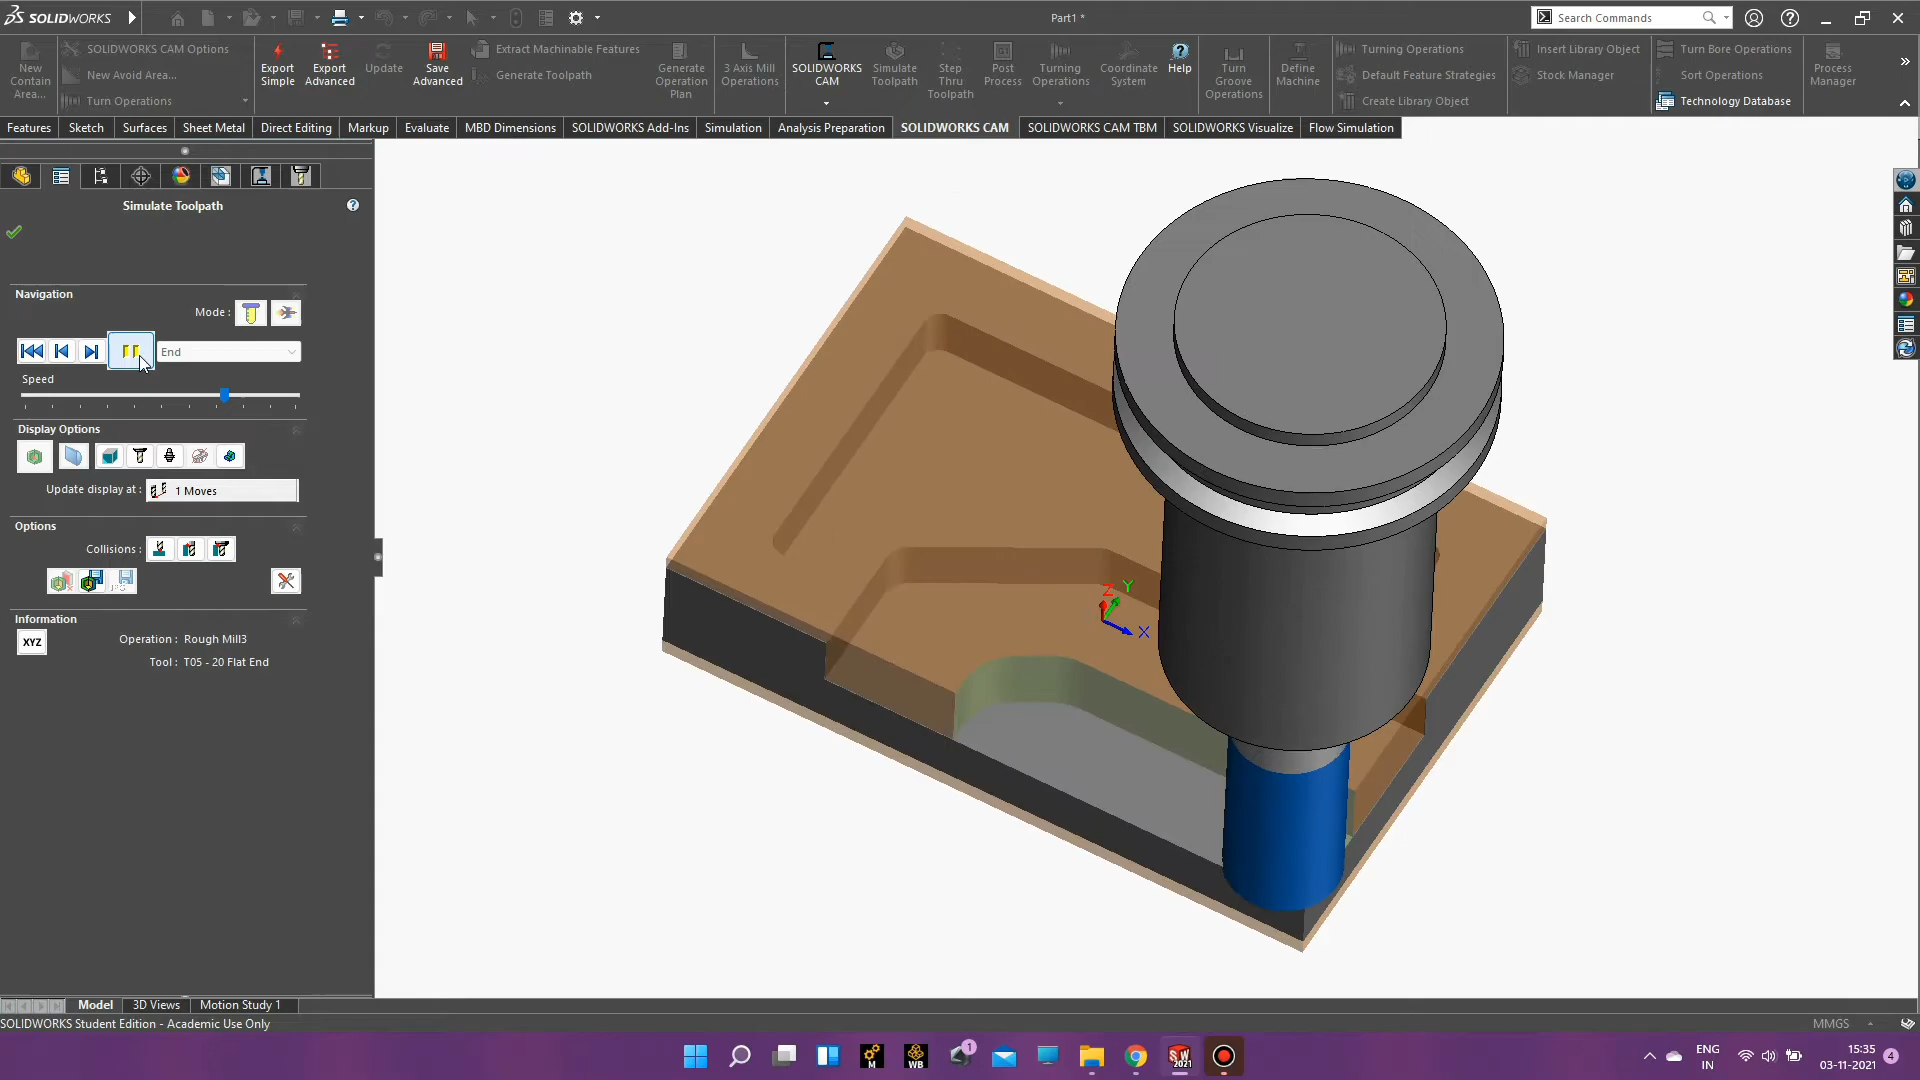 SOLIDWORKS
Part1 *
Search Commands
New Contain Area...
SOLIDWORKS CAM Options
New Avoid Area...
Turn Operations
Export Simple
Export Advanced
Update
Save Advanced
Extract Machinable Features
Generate Toolpath
Generate Operation Plan
3 Axis Mill Operations
SOLIDWORKS CAM
Simulate Toolpath
Step Thru Toolpath
Post Process
Turning Operations
Coordinate System
Help
Turn Groove Operations
Define Machine
Turning Operations
Default Feature Strategies
Create Library Object
Insert Library Object
Stock Manager
Turn Bore Operations
Sort Operations
Technology Database
Process Manager
Features
Sketch
Surfaces
Sheet Metal
Direct Editing
Markup
Evaluate
MBD Dimensions
SOLIDWORKS Add-Ins
Simulation
Analysis Preparation
SOLIDWORKS CAM
SOLIDWORKS CAM TBM
SOLIDWORKS Visualize
Flow Simulation
Simulate Toolpath
Navigation
Mode :
End
Speed
Display Options
Update display at : 1 Moves
Options
Collisions :
Information
XYZ
Operation : Rough Mill3
Tool : T05 - 20 Flat End
Z
Y
X
Model
3D Views
Motion Study 1
SOLIDWORKS Student Edition - Academic Use Only
MMGS
M
WB
1
SW
2021
ENG
IN
15:35
03-11-2021
4